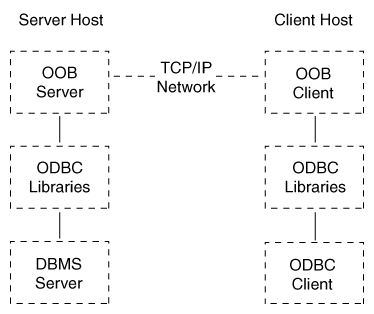 Server Host
Client Host
OOB
Server
TCP/IP
Network
OOB
Client
ODBC
Libraries
ODBC
Libraries
DBMS
Server
ODBC
Client